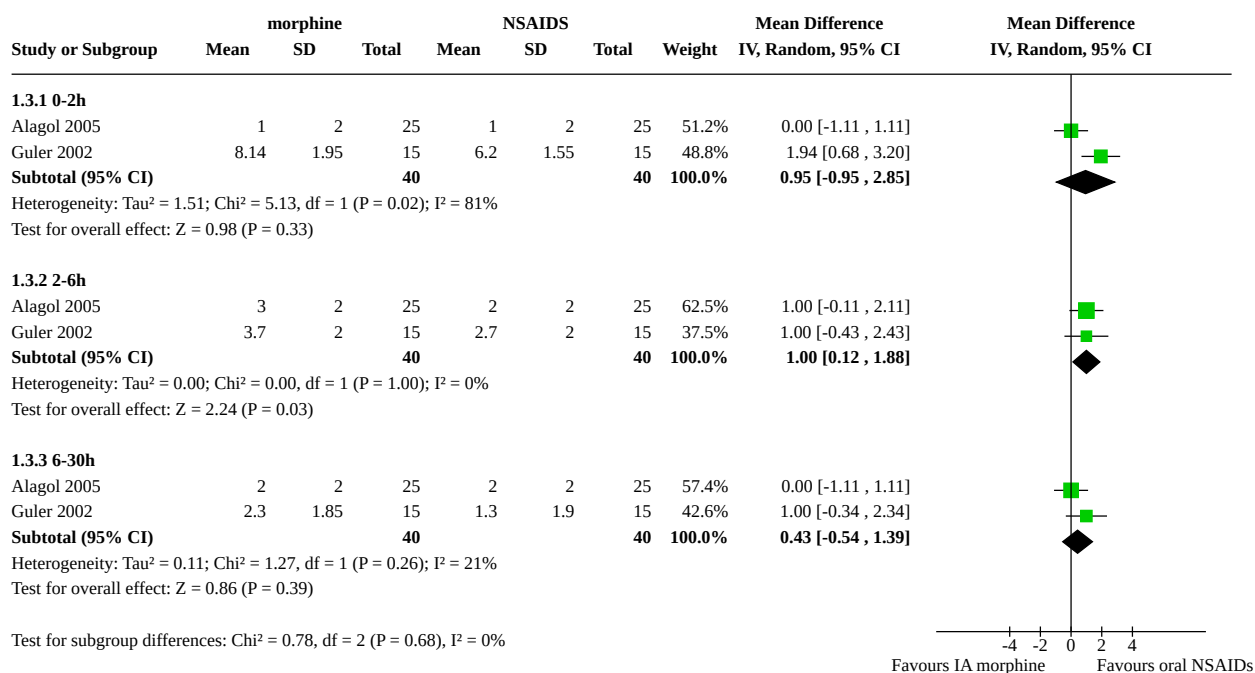 morphine NSAIDS Mean Difference Mean Difference
Study or Subgroup Mean SD Total Mean SD Total Weight IV, Random, 95% CI IV, Random, 95% CI
1.3.1 0-2h
Alagol 2005 1 2 25 1 2 25 51.2% 0.00 [-1.11 , 1.11]
Guler 2002 8.14 1.95 15 6.2 1.55 15 48.8% 1.94 [0.68 , 3.20]
Subtotal (95% CI) 40 40 100.0% 0.95 [-0.95 , 2.85]
Heterogeneity: Tau² = 1.51; Chi² = 5.13, df = 1 (P = 0.02); I² = 81%
Test for overall effect: Z = 0.98 (P = 0.33)
1.3.2 2-6h
Alagol 2005 3 2 25 2 2 25 62.5% 1.00 [-0.11 , 2.11]
Guler 2002 3.7 2 15 2.7 2 15 37.5% 1.00 [-0.43 , 2.43]
Subtotal (95% CI) 40 40 100.0% 1.00 [0.12 , 1.88]
Heterogeneity: Tau² = 0.00; Chi² = 0.00, df = 1 (P = 1.00); I² = 0%
Test for overall effect: Z = 2.24 (P = 0.03)
1.3.3 6-30h
Alagol 2005 2 2 25 2 2 25 57.4% 0.00 [-1.11 , 1.11]
Guler 2002 2.3 1.85 15 1.3 1.9 15 42.6% 1.00 [-0.34 , 2.34]
Subtotal (95% CI) 40 40 100.0% 0.43 [-0.54 , 1.39]
Heterogeneity: Tau² = 0.11; Chi² = 1.27, df = 1 (P = 0.26); I² = 21%
Test for overall effect: Z = 0.86 (P = 0.39)
Test for subgroup differences: Chi² = 0.78, df = 2 (P = 0.68), I² = 0%
-4 -2 0 2 4
Favours IA morphine Favours oral NSAIDs